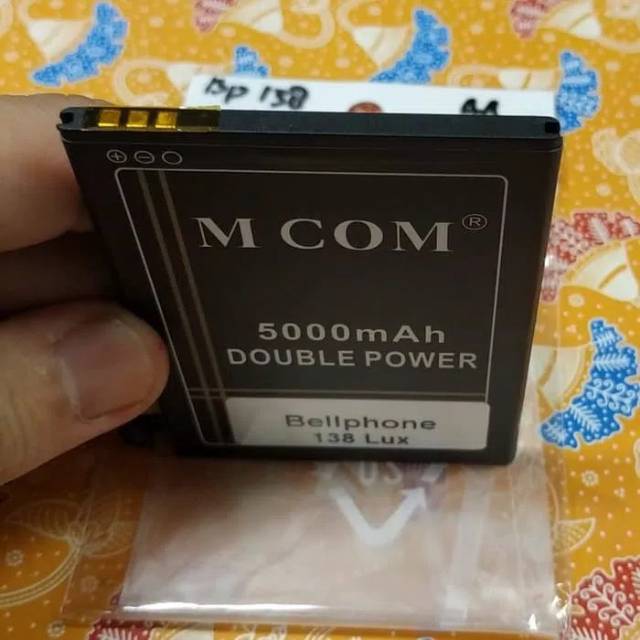 Bp 138
M COM®
5000mAh
DOUBLE POWER
Bellphone
138 Lux